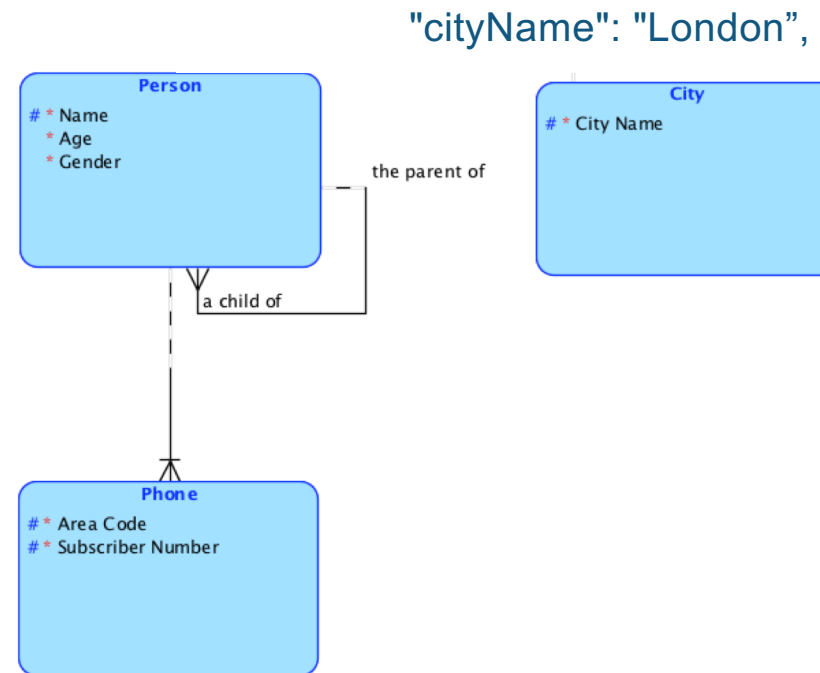 "cityName": "London”,
Person
# * Name
* Age
* Gender
the parent of
a child of
City
# * City Name
Phone
# * Area Code
# * Subscriber Number